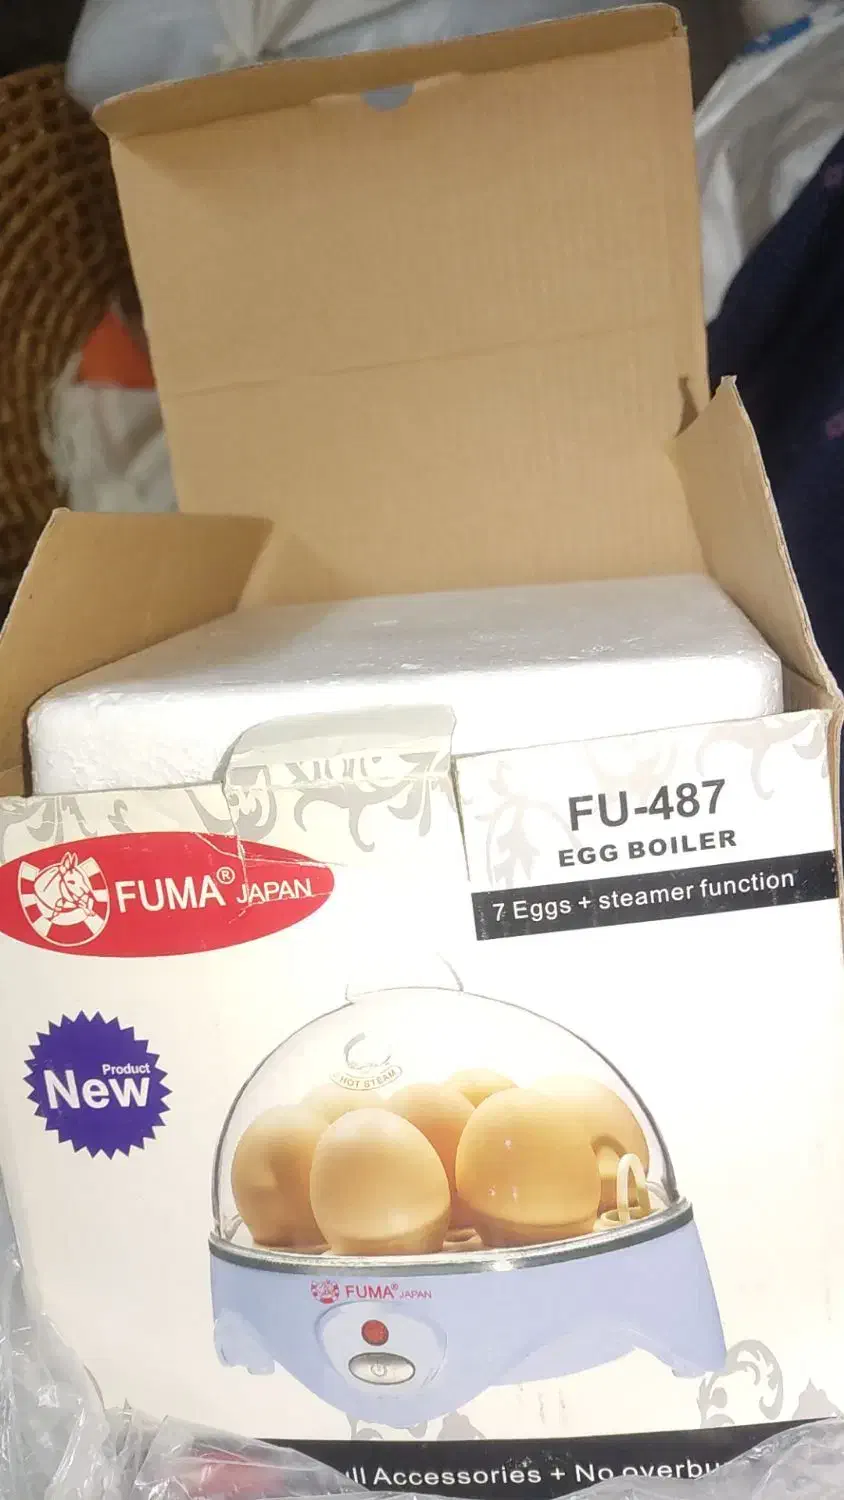 FU-487
EGG BOILER
7 Eggs + steamer function
FUMA® JAPAN
Product
New
HOT STEAM
FUMA® JAPAN
Accessories + No